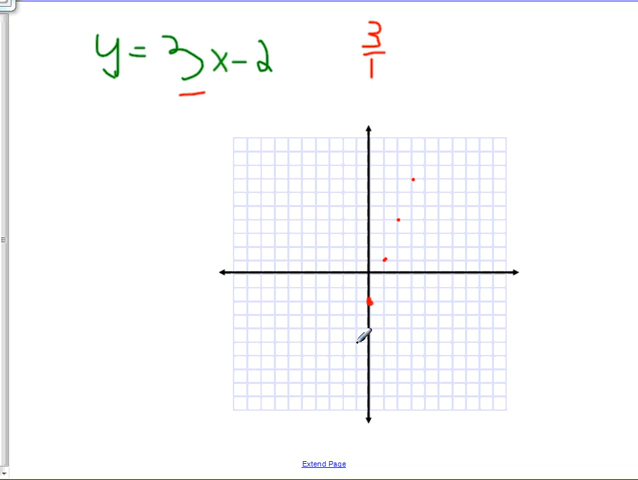 y = 3x - 2
3
1
Extend Page